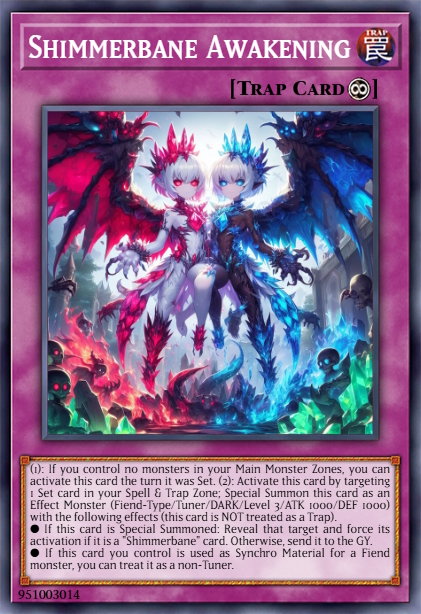 Shimmerbane Awakening
TRAP
罠
[Trap Card]
(1): If you control no monsters in your Main Monster Zones, you can
activate this card the turn it was Set. (2): Activate this card by targeting
1 Set card in your Spell & Trap Zone; Special Summon this card as an
Effect Monster (Fiend-Type/Tuner/DARK/Level 3/ATK 1000/DEF 1000)
with the following effects (this card is NOT treated as a Trap).
● If this card is Special Summoned: Reveal that target and force its
activation if it is a "Shimmerbane" card. Otherwise, send it to the GY.
● If this card you control is used as Synchro Material for a Fiend
monster, you can treat it as a non-Tuner.
951003014